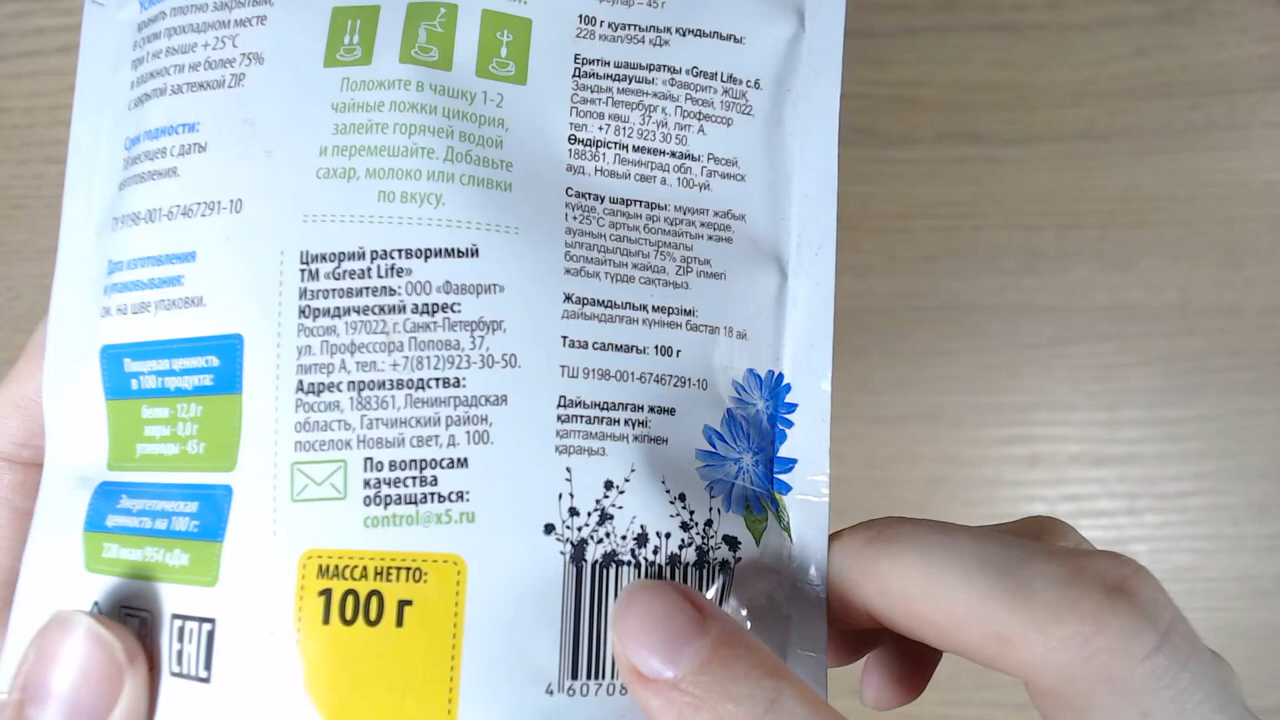 хранить плотно закрытым,
в сухом прохладном месте
при t не выше +25°С
и влажности не более 75%
с закрытой застежкой ZIP.
Срок годности:
18 месяцев с даты
изготовления.
ТУ 9198-001-67467291-10
Дата изготовления
и упаковывания:
см. на шве упаковки.
Пищевая ценность
в 100 г продукта:
белки - 12,0 г
жиры - 0,0 г
углеводы - 45 г
Энергетическая
ценность на 100 г:
228 ккал/954 кДж
EAC
Положите в чашку 1-2
чайные ложки цикория,
залейте горячей водой
и перемешайте. Добавьте
сахар, молоко или сливки
по вкусу.
Цикорий растворимый
ТМ «Great Life»
Изготовитель: ООО «Фаворит»
Юридический адрес:
Россия, 197022, г. Санкт-Петербург,
ул. Профессора Попова, 37,
литер А, тел.: +7(812)923-30-50.
Адрес производства:
Россия, 188361, Ленинградская
область, Гатчинский район,
поселок Новый свет, д. 100.
По вопросам
качества
обращаться:
control@x5.ru
МАССА НЕТТО:
100 г
– 45 г
100 г қуаттылық құндылығы:
228 ккал/954 кДж
Еритін шашыратқы «Great Life» с.б.
Дайындаушы: «Фаворит» ЖШҚ,
Заңдық мекен-жайы: Ресей, 197022,
Санкт-Петербург қ., Профессор
Попов көш., 37-үй, лит: А.
тел.: +7 812 923 30 50.
Өндірістің мекен-жайы: Ресей,
188361, Ленинград обл., Гатчинск
ауд., Новый свет а., 100-үй.
Сақтау шарттары: мұқият жабық
күйде, салқын әрі құрғақ жерде,
t +25°С артық болмайтын және
ауаның салыстырмалы
ылғалдылдығы 75% артық
болмайтын жайда, ZIP ілмегі
жабық түрде сақтаңыз.
Жарамдылық мерзімі:
дайындалған күнінен бастап 18 ай.
Таза салмағы: 100 г
ТШ 9198-001-67467291-10
Дайындалған және
қапталған күні:
қаптаманың жігінен
қараңыз.
4 60708